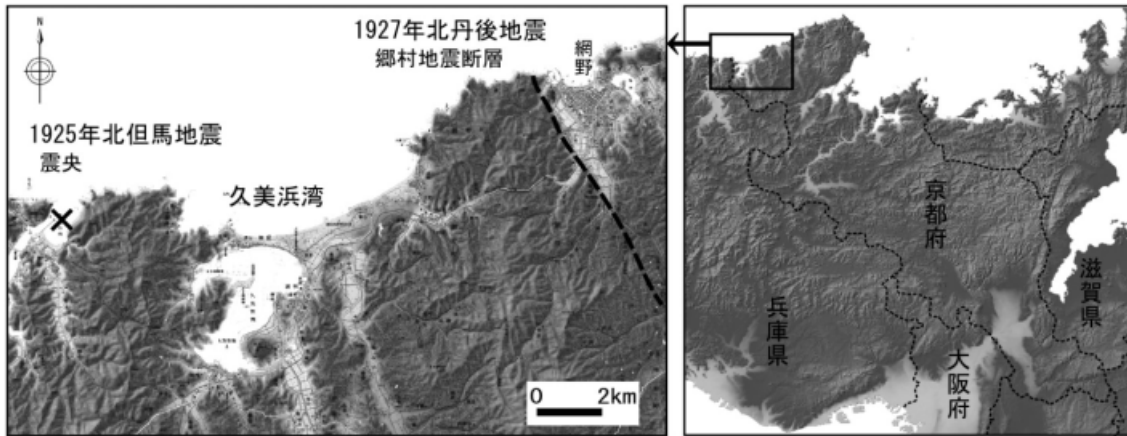 N
1927年北丹後地震
郷村地震断層
網野
1925年北但馬地震
震央
久美浜湾
0 2km
京都府
滋賀県
兵庫県
大阪府